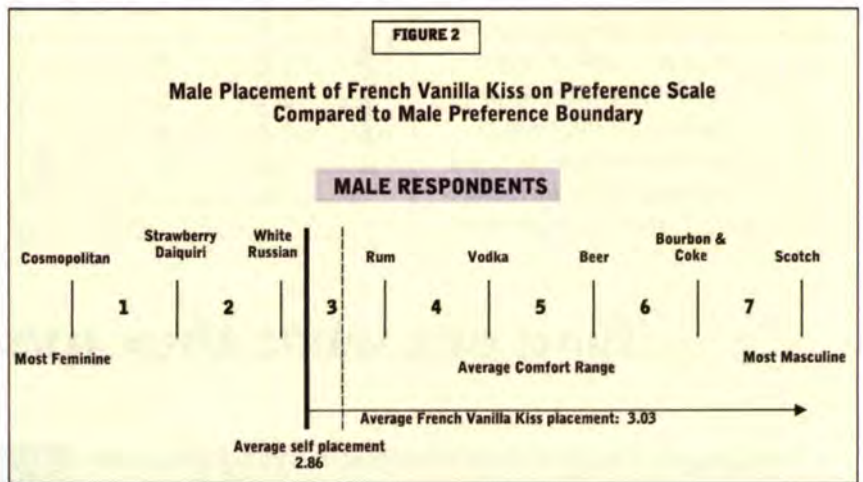 FIGURE 2
Male Placement of French Vanilla Kiss on Preference Scale
Compared to Male Preference Boundary
MALE RESPONDENTS
Cosmopolitan
Strawberry
Daiquiri
White
Russian
Rum
Vodka
Beer
Bourbon &
Coke
Scotch
1 2 3 4 5 6 7
Most Feminine
Average Comfort Range
Most Masculine
Average French Vanilla Kiss placement: 3.03
Average self placement
2.86